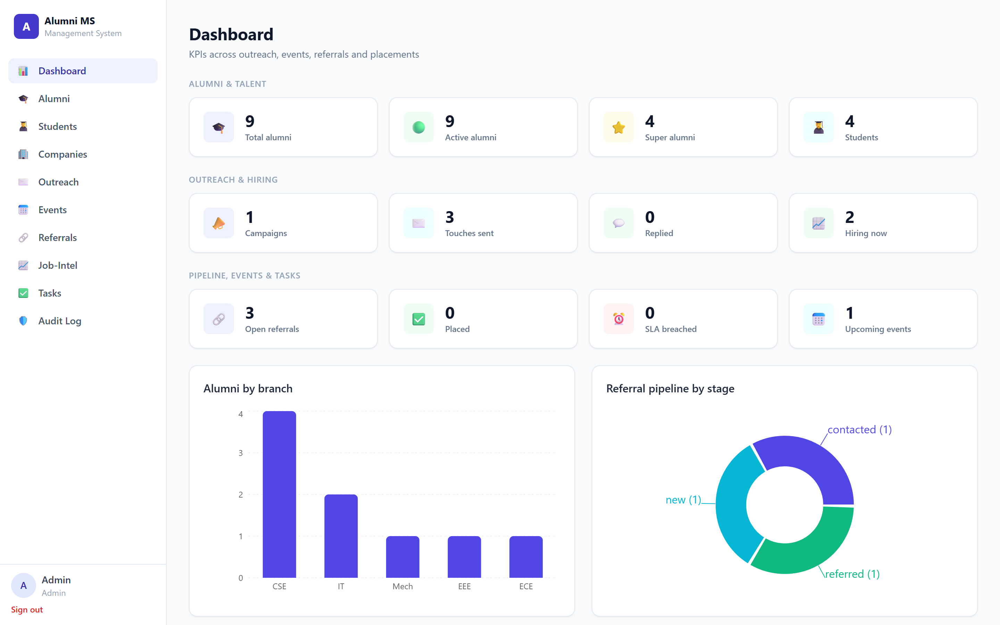 A
Alumni MS
Management System
Dashboard
Alumni
Students
Companies
Outreach
Events
Referrals
Job-Intel
Tasks
Audit Log
A
Admin
Admin
Sign out
Dashboard
KPIs across outreach, events, referrals and placements
ALUMNI & TALENT
9
Total alumni
9
Active alumni
4
Super alumni
4
Students
OUTREACH & HIRING
1
Campaigns
3
Touches sent
0
Replied
2
Hiring now
PIPELINE, EVENTS & TASKS
3
Open referrals
0
Placed
0
SLA breached
1
Upcoming events
Alumni by branch
4
3
2
1
0
CSE IT Mech EEE ECE
Referral pipeline by stage
contacted (1)
new (1)
referred (1)